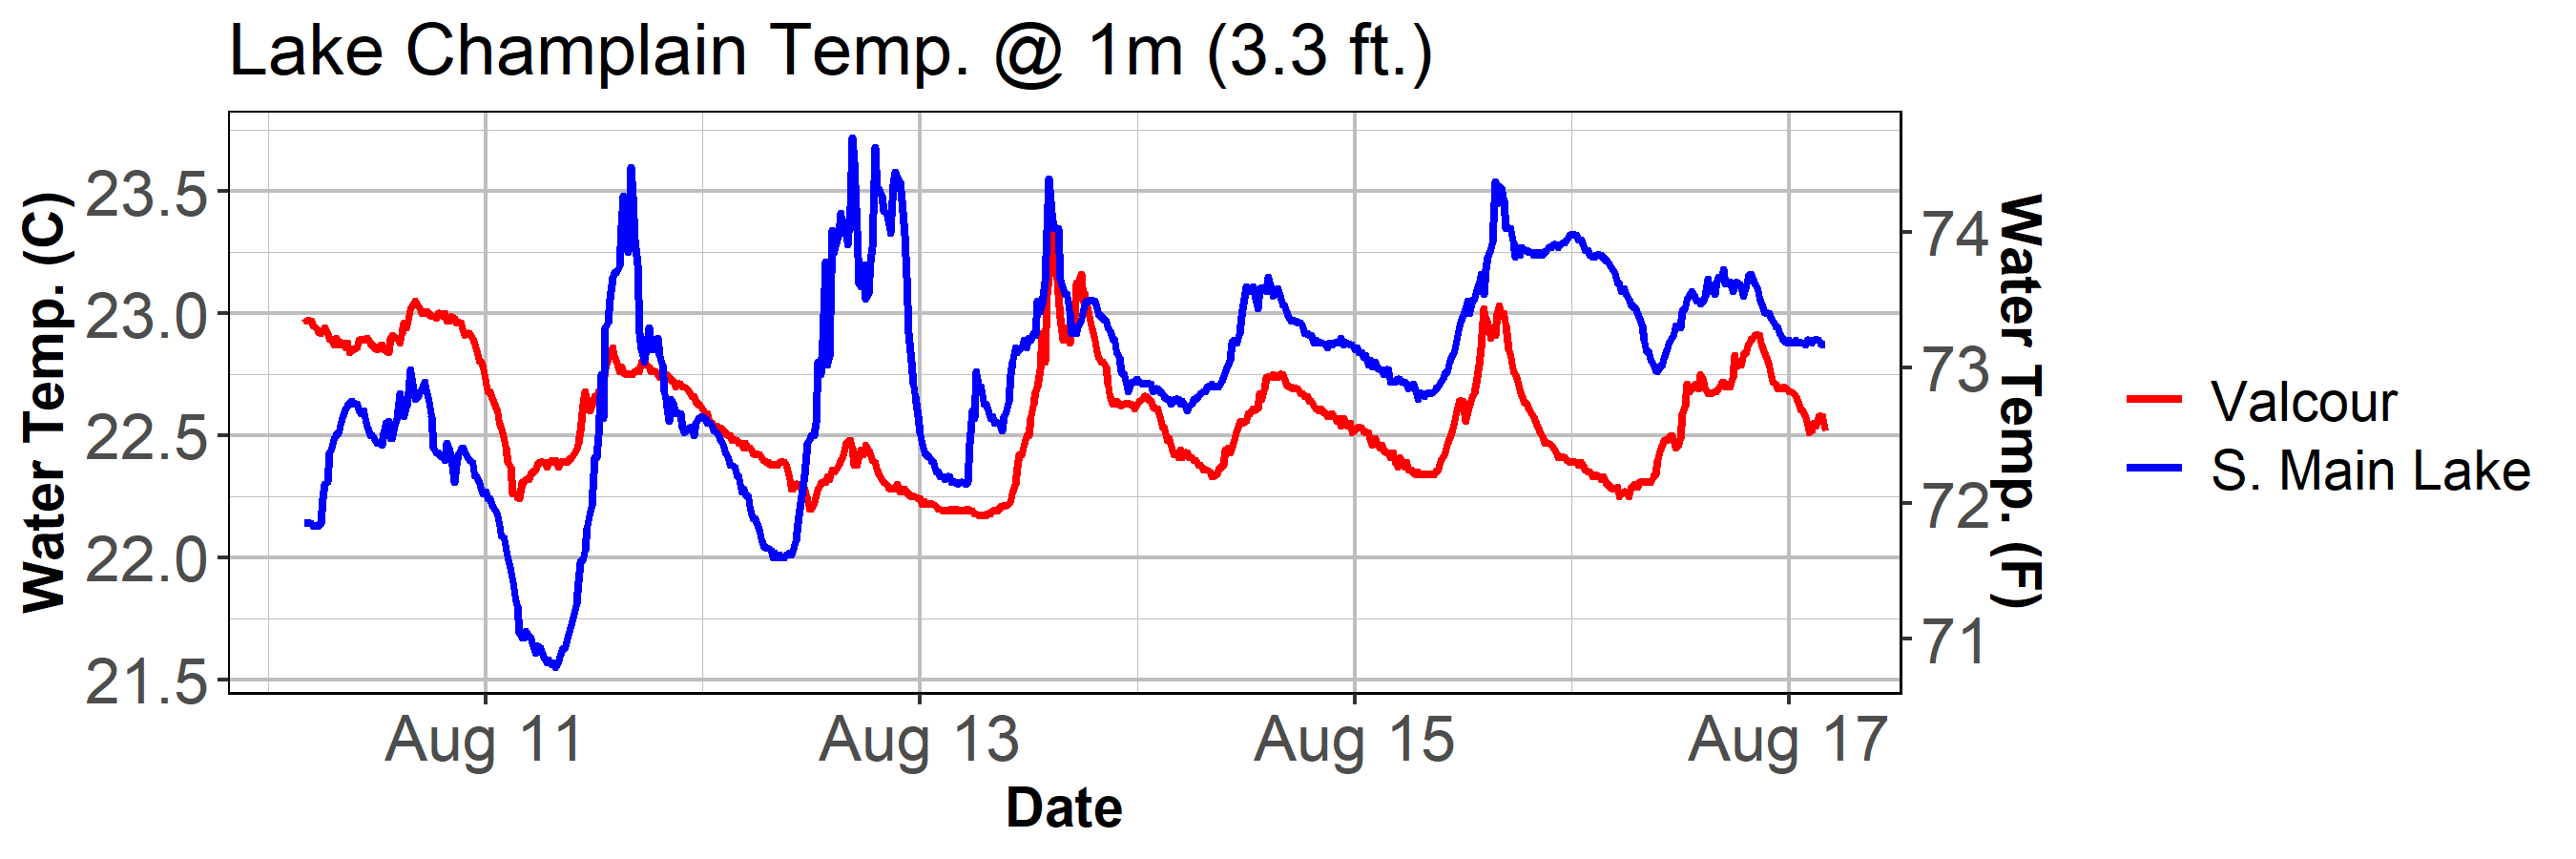 Lake Champlain Temp. @ 1m (3.3 ft.)
Water Temp. (C)
23.5
23.0
22.5
22.0
21.5
Aug 11
Aug 13
Aug 15
Aug 17
Date
74
73
72
71
Water Temp. (F)
Valcour
S. Main Lake